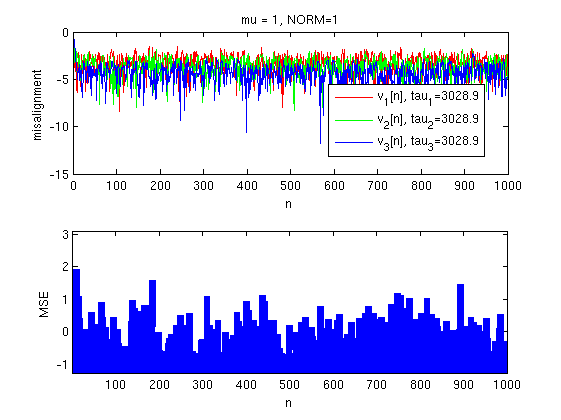 mu = 1, NORM=1
0
-5
-10
-15
misalignment
v1[n], tau1=3028.9
v2[n], tau2=3028.9
v3[n], tau3=3028.9
0 100 200 300 400 500 600 700 800 900 1000
n
3
2
1
0
-1
MSE
100 200 300 400 500 600 700 800 900 1000
n